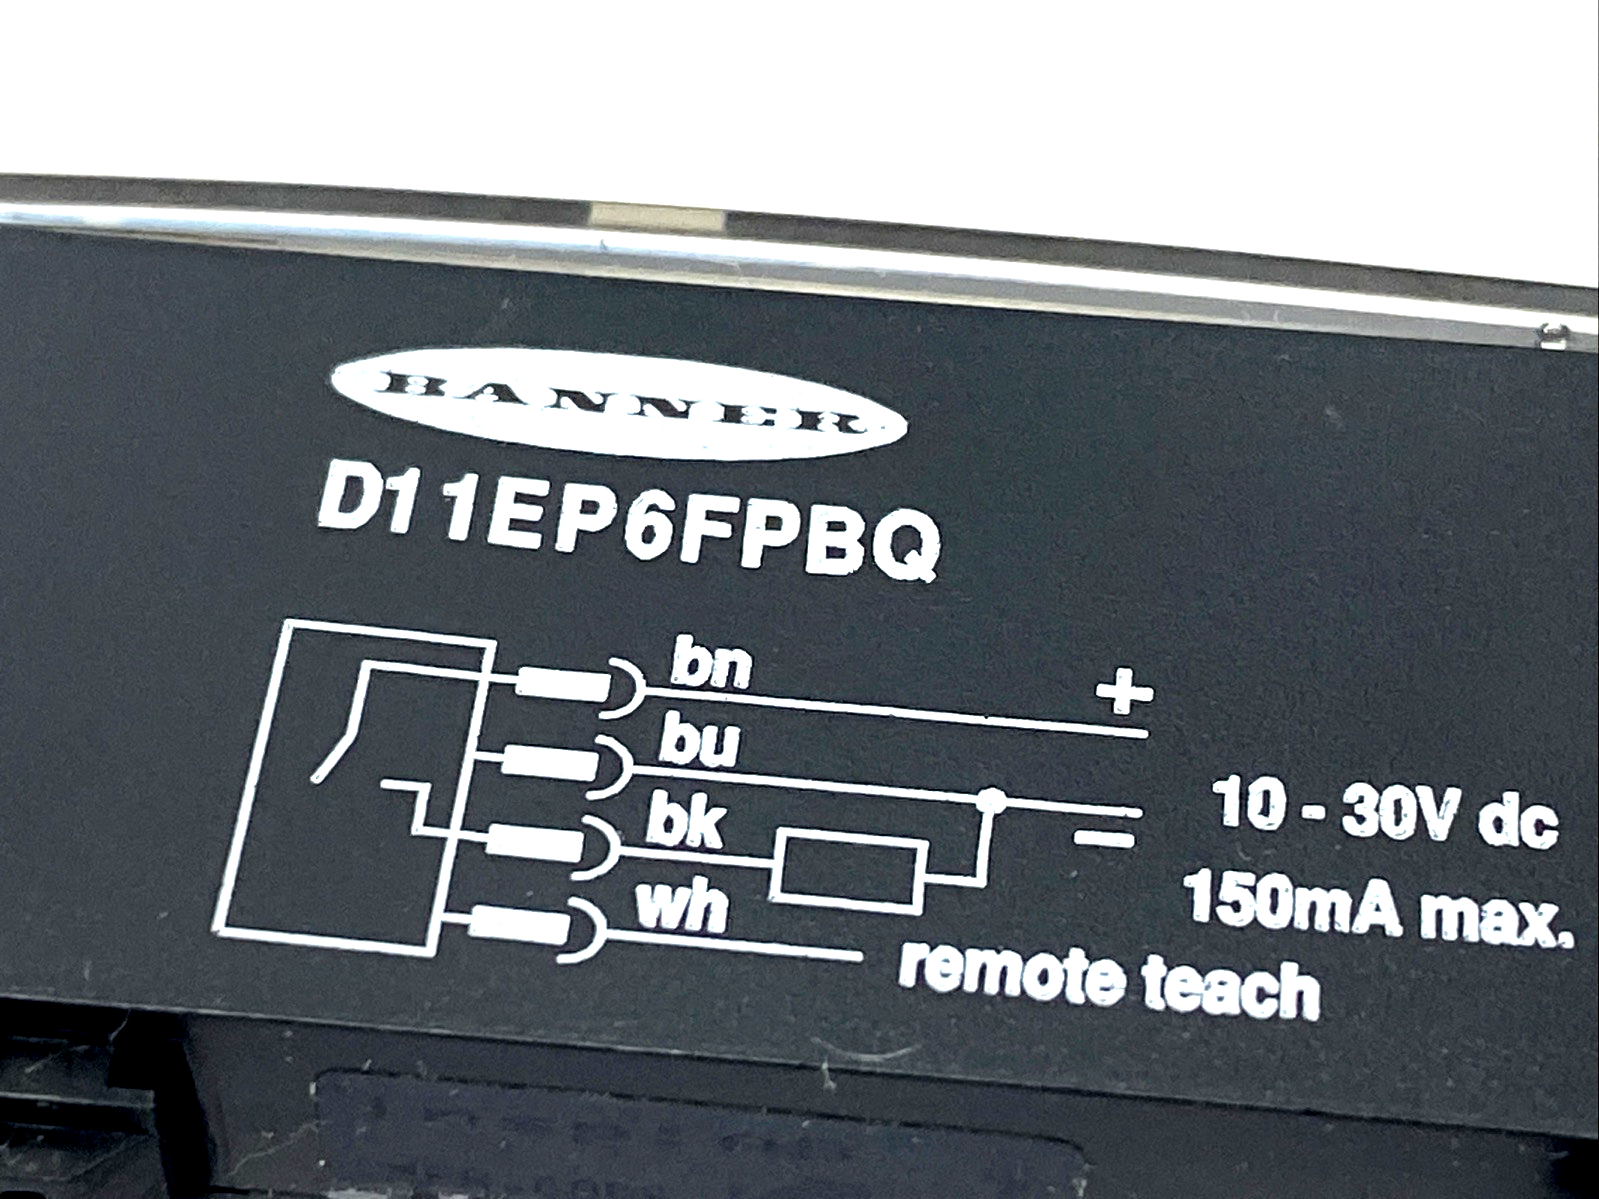 BANNER
D11EP6FPBQ
bn
+
bu
10 - 30V dc
bk
–
150mA max.
wh
remote teach